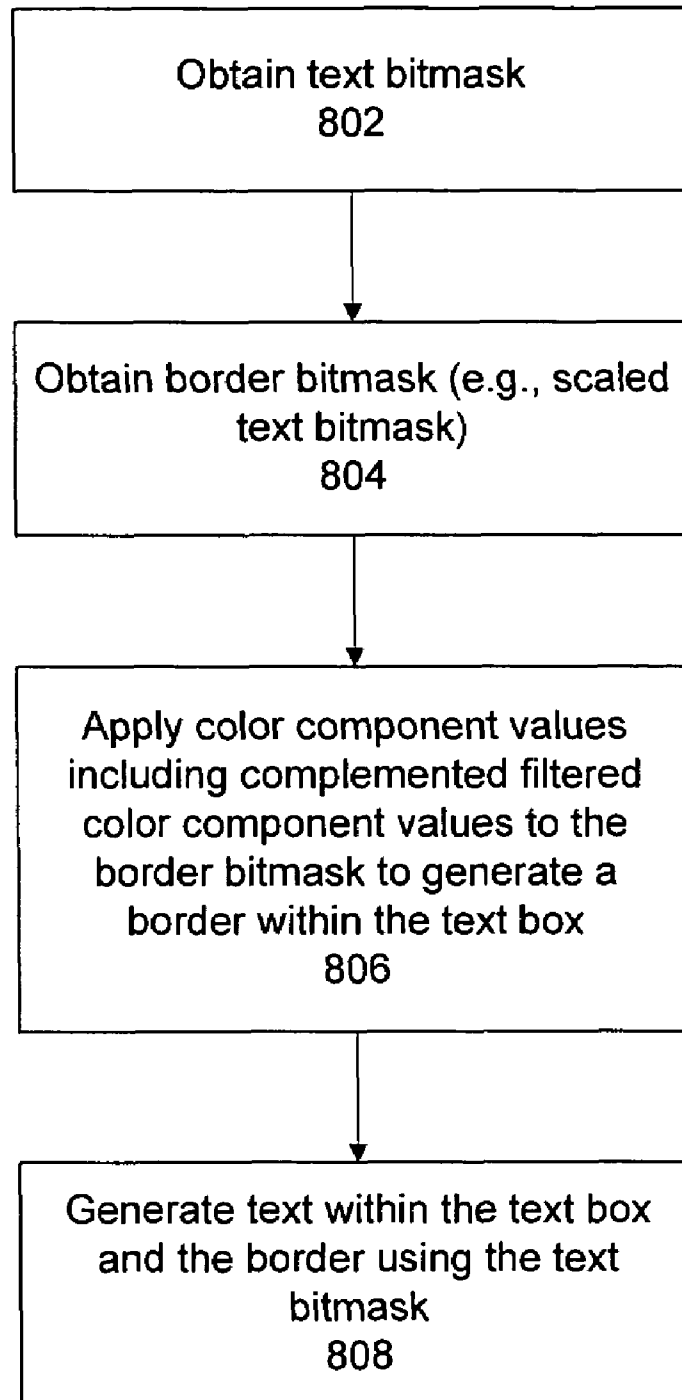 Obtain text bitmask
802
Obtain border bitmask (e.g., scaled
text bitmask)
804
Apply color component values
including complemented filtered
color component values to the
border bitmask to generate a
border within the text box
806
Generate text within the text box
and the border using the text
bitmask
808